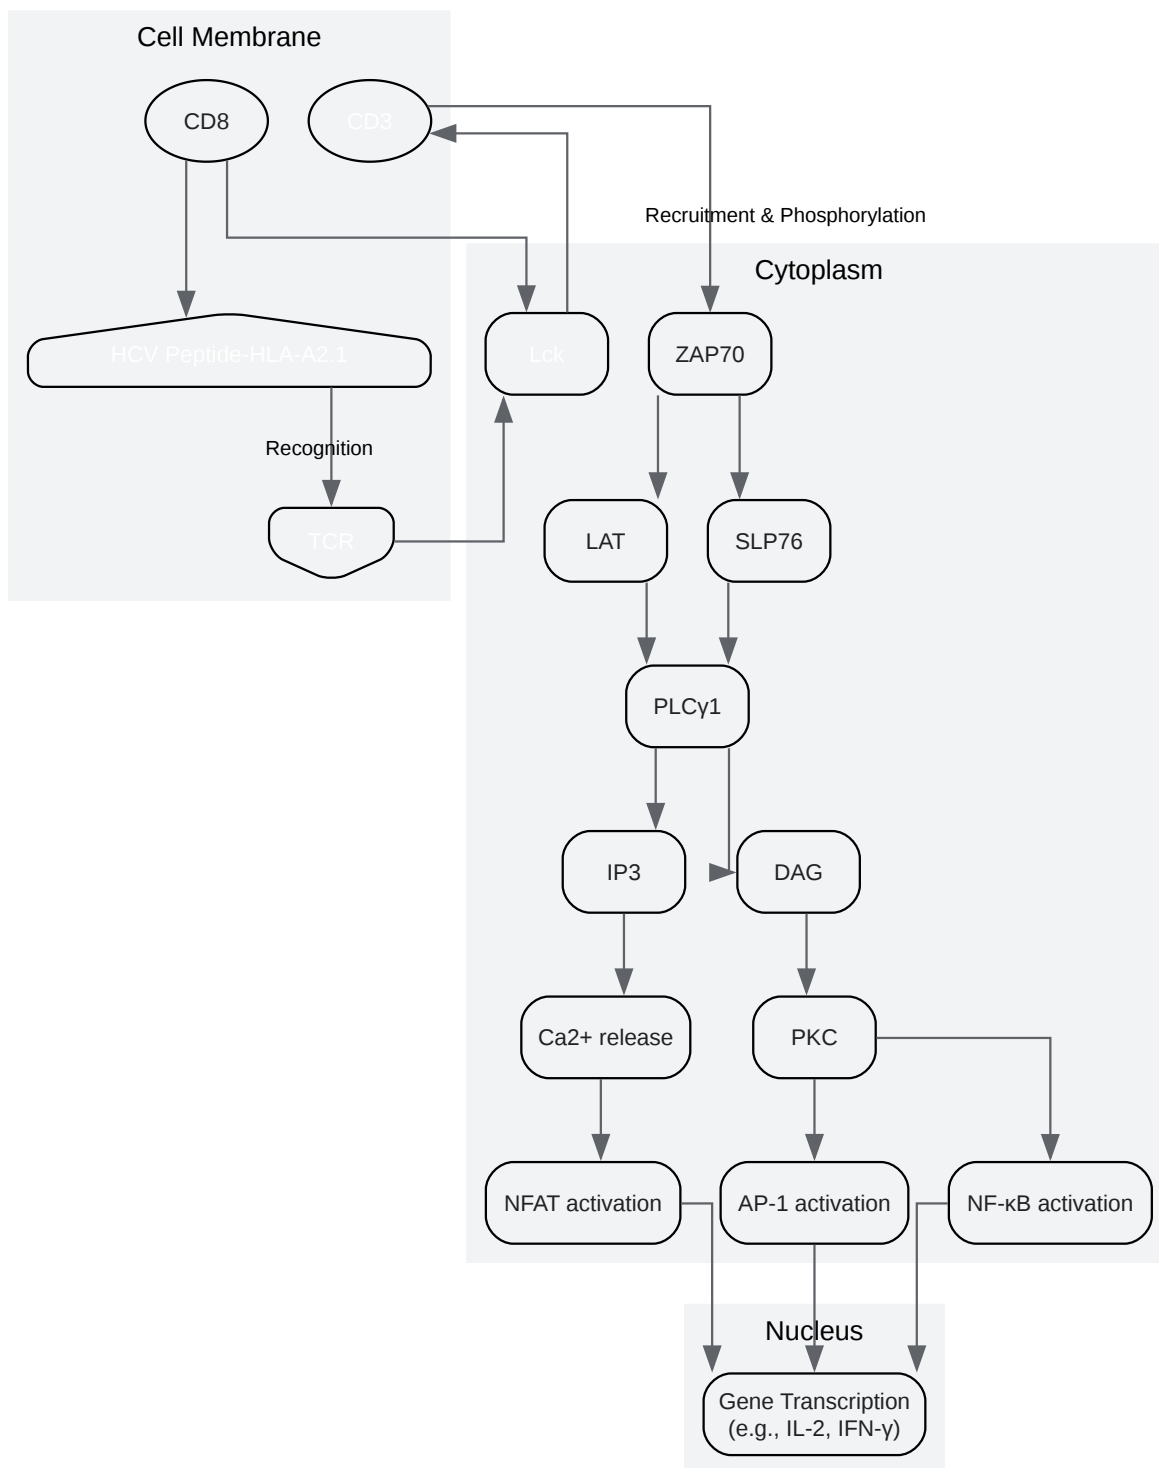 Cell Membrane
CD8
CD3
Recruitment & Phosphorylation
Cytoplasm
HCV Peptide-HLA-A2.1
Lck
ZAP70
Recognition
TCR
LAT
SLP76
PLCγ1
IP3
DAG
Ca2+ release
PKC
NFAT activation
AP-1 activation
NF-κB activation
Nucleus
Gene Transcription
(e.g., IL-2, IFN-γ)